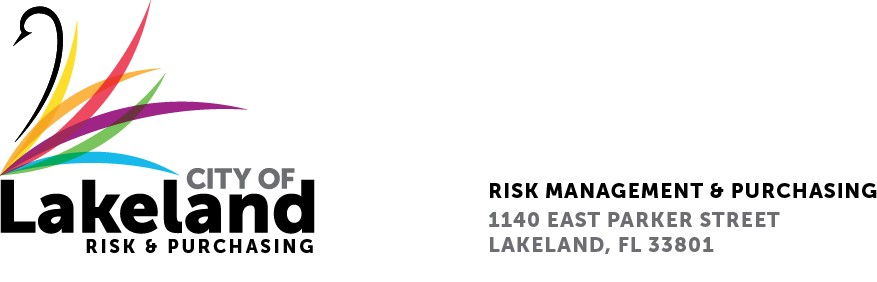 CITY OF
Lakeland
RISK & PURCHASING
RISK MANAGEMENT & PURCHASING
1140 EAST PARKER STREET
LAKELAND, FL 33801